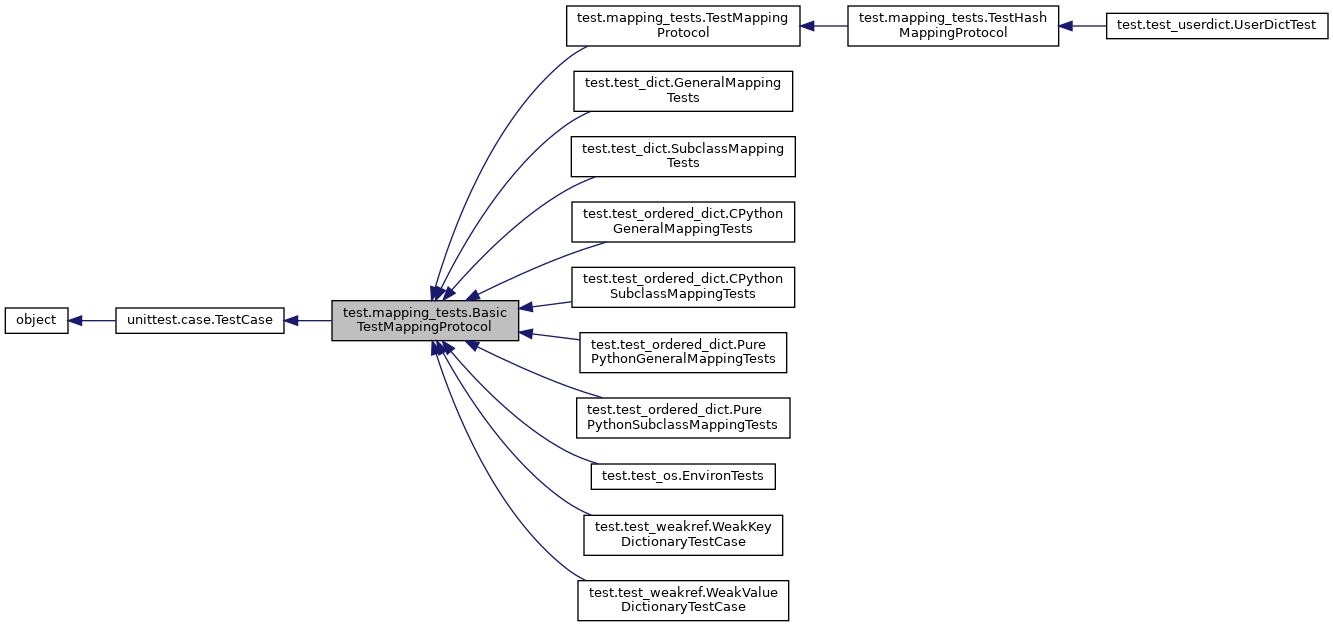 test.mapping_tests.TestMapping
Protocol
test.mapping_tests.TestHash
MappingProtocol
test.test_userdict.UserDictTest
test.test_dict.GeneralMapping
Tests
test.test_dict.SubclassMapping
Tests
test.test_ordered_dict.CPython
GeneralMappingTests
test.test_ordered_dict.CPython
SubclassMappingTests
object
unittest.case.TestCase
test.mapping_tests.Basic
TestMappingProtocol
test.test_ordered_dict.Pure
PythonGeneralMappingTests
test.test_ordered_dict.Pure
PythonSubclassMappingTests
test.test_os.EnvironTests
test.test_weakref.WeakKey
DictionaryTestCase
test.test_weakref.WeakValue
DictionaryTestCase